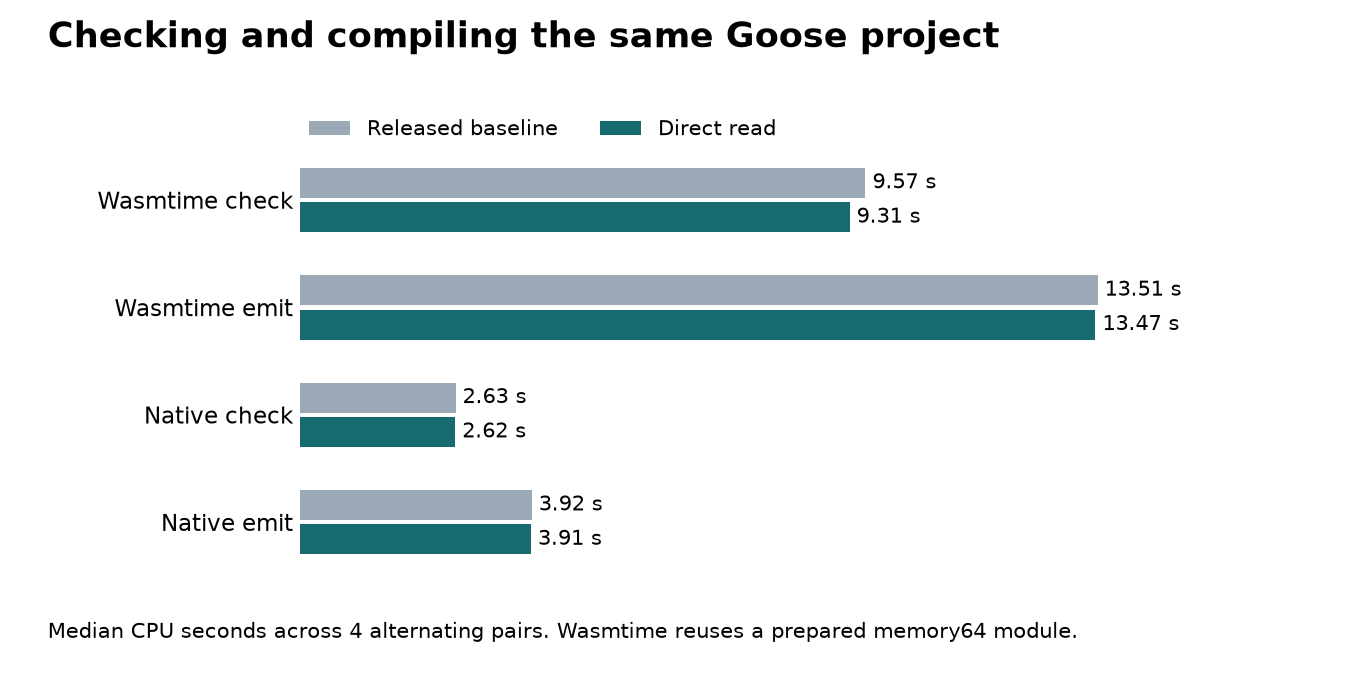 Checking and compiling the same Goose project
Released baseline
Direct read
Wasmtime check
9.57 s
9.31 s
Wasmtime emit
13.51 s
13.47 s
Native check
2.63 s
2.62 s
Native emit
3.92 s
3.91 s
Median CPU seconds across 4 alternating pairs. Wasmtime reuses a prepared memory64 module.